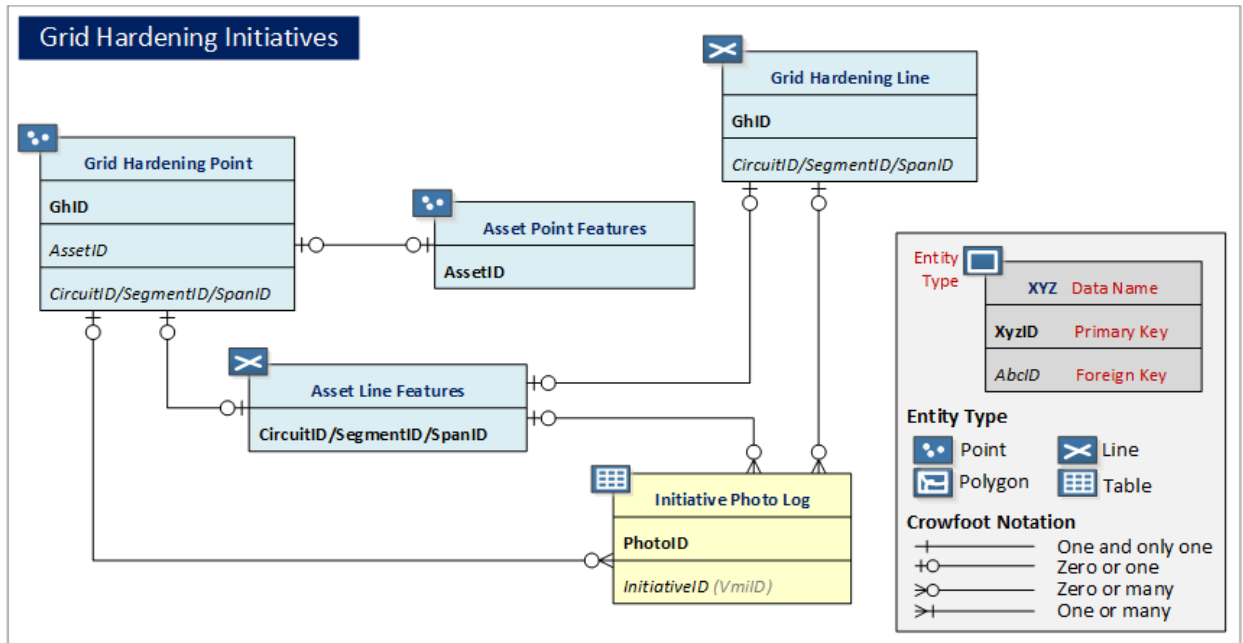 Grid Hardening Initiatives
Grid Hardening Line
GhID
CircuitID/SegmentID/SpanID
Grid Hardening Point
GhID
AssetID
CircuitID/SegmentID/SpanID
Asset Point Features
AssetID
Asset Line Features
CircuitID/SegmentID/SpanID
Initiative Photo Log
PhotoID
InitiativeID (VmiID)
Entity
Type
XYZ Data Name
XyzID Primary Key
AbcID Foreign Key
Entity Type
Point Line
Polygon Table
Crowfoot Notation
One and only one
Zero or one
Zero or many
One or many